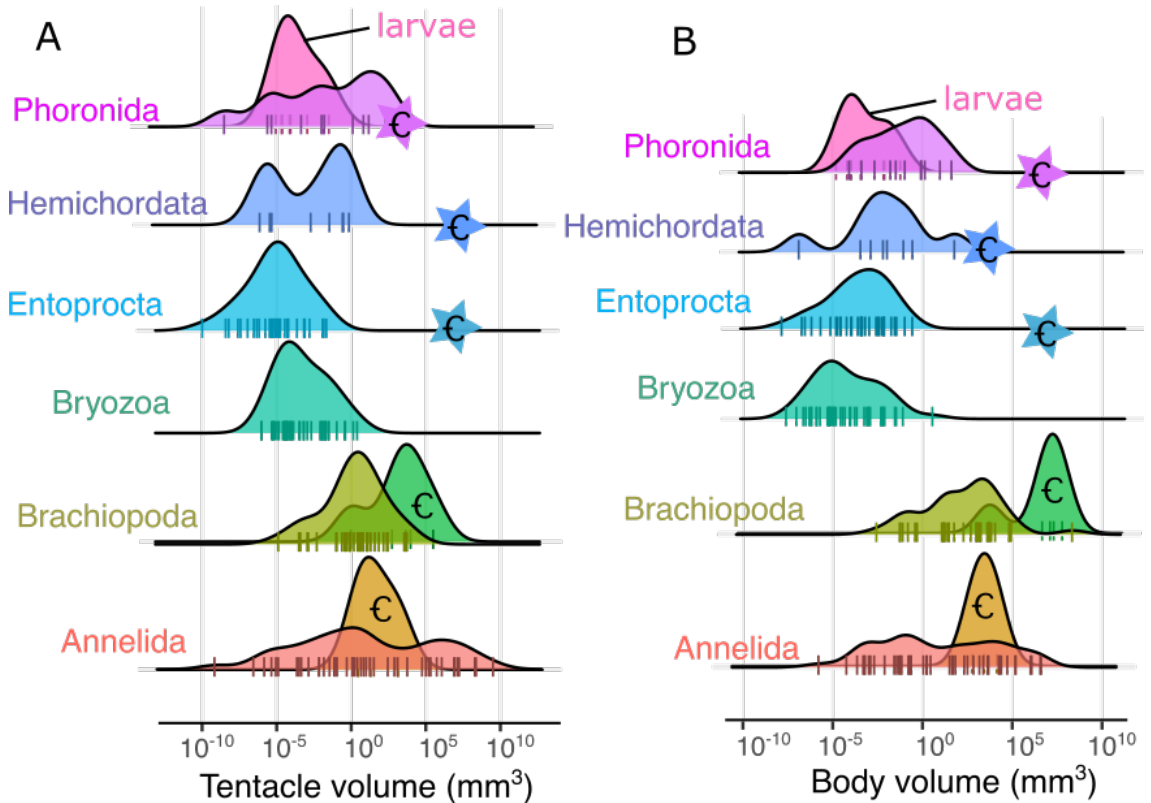 A
larvae
Phoronida
Є
Hemichordata
Є
Entoprocta
Є
Bryozoa
Brachiopoda
Є
Annelida
Є
10⁻¹⁰ 10⁻⁵ 10⁰ 10⁵ 10¹⁰
Tentacle volume (mm³)
B
larvae
Phoronida
Є
Hemichordata
Є
Entoprocta
Є
Bryozoa
Brachiopoda
Є
Annelida
Є
10⁻¹⁰ 10⁻⁵ 10⁰ 10⁵ 10¹⁰
Body volume (mm³)